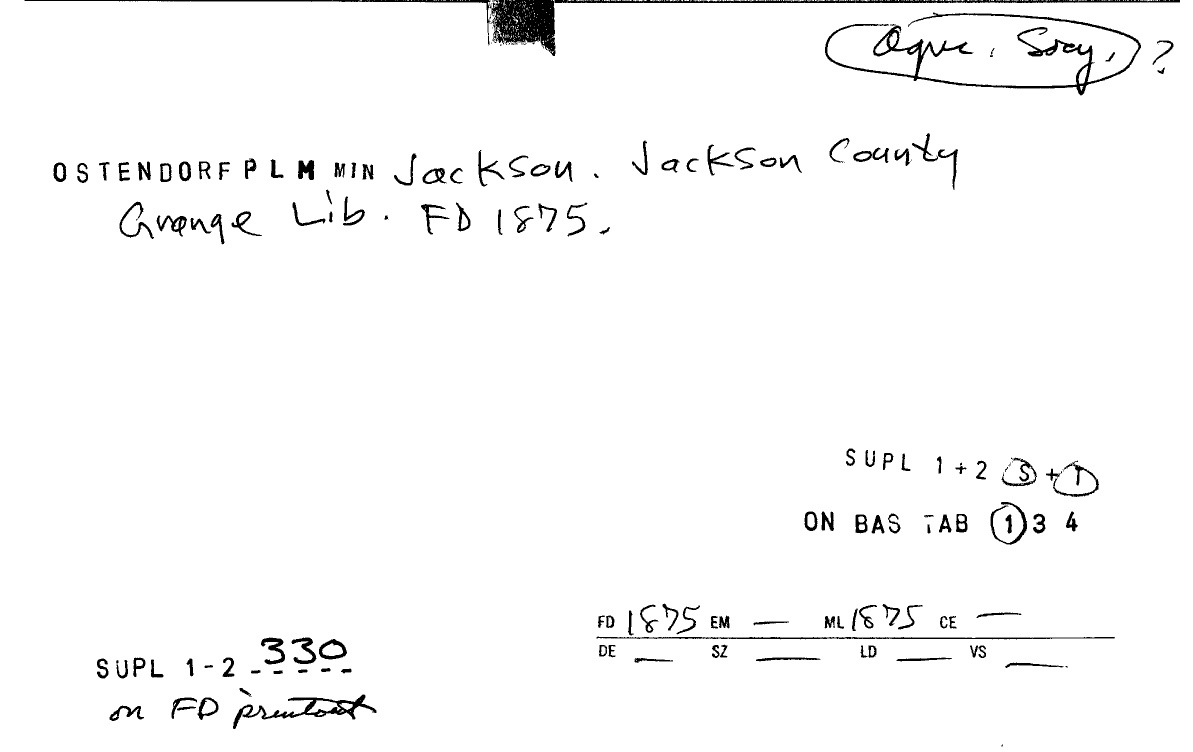 Socy. ?
OSTENDORF P L M MIN Jackson. Jackson County
Grange Lib. FD 1875.
SUPL 1+2 S + T
ON BAS TAB 1 3 4
FD 1875 EM — ML 1875 CE —
DE — SZ — LD — VS —
SUPL 1-2 330
on FD printout